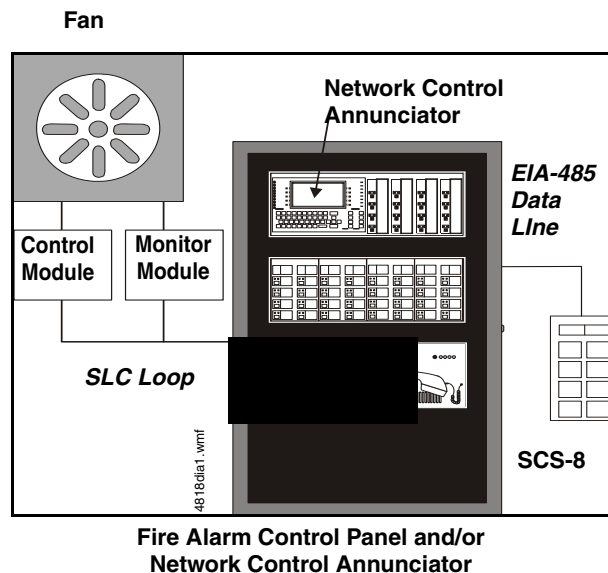 Fan
Network Control
Annunciator
EIA-485
Data
LIne
Control
Module
Monitor
Module
SLC Loop
4818dia1.wmf
SCS-8
Fire Alarm Control Panel and/or
Network Control Annunciator